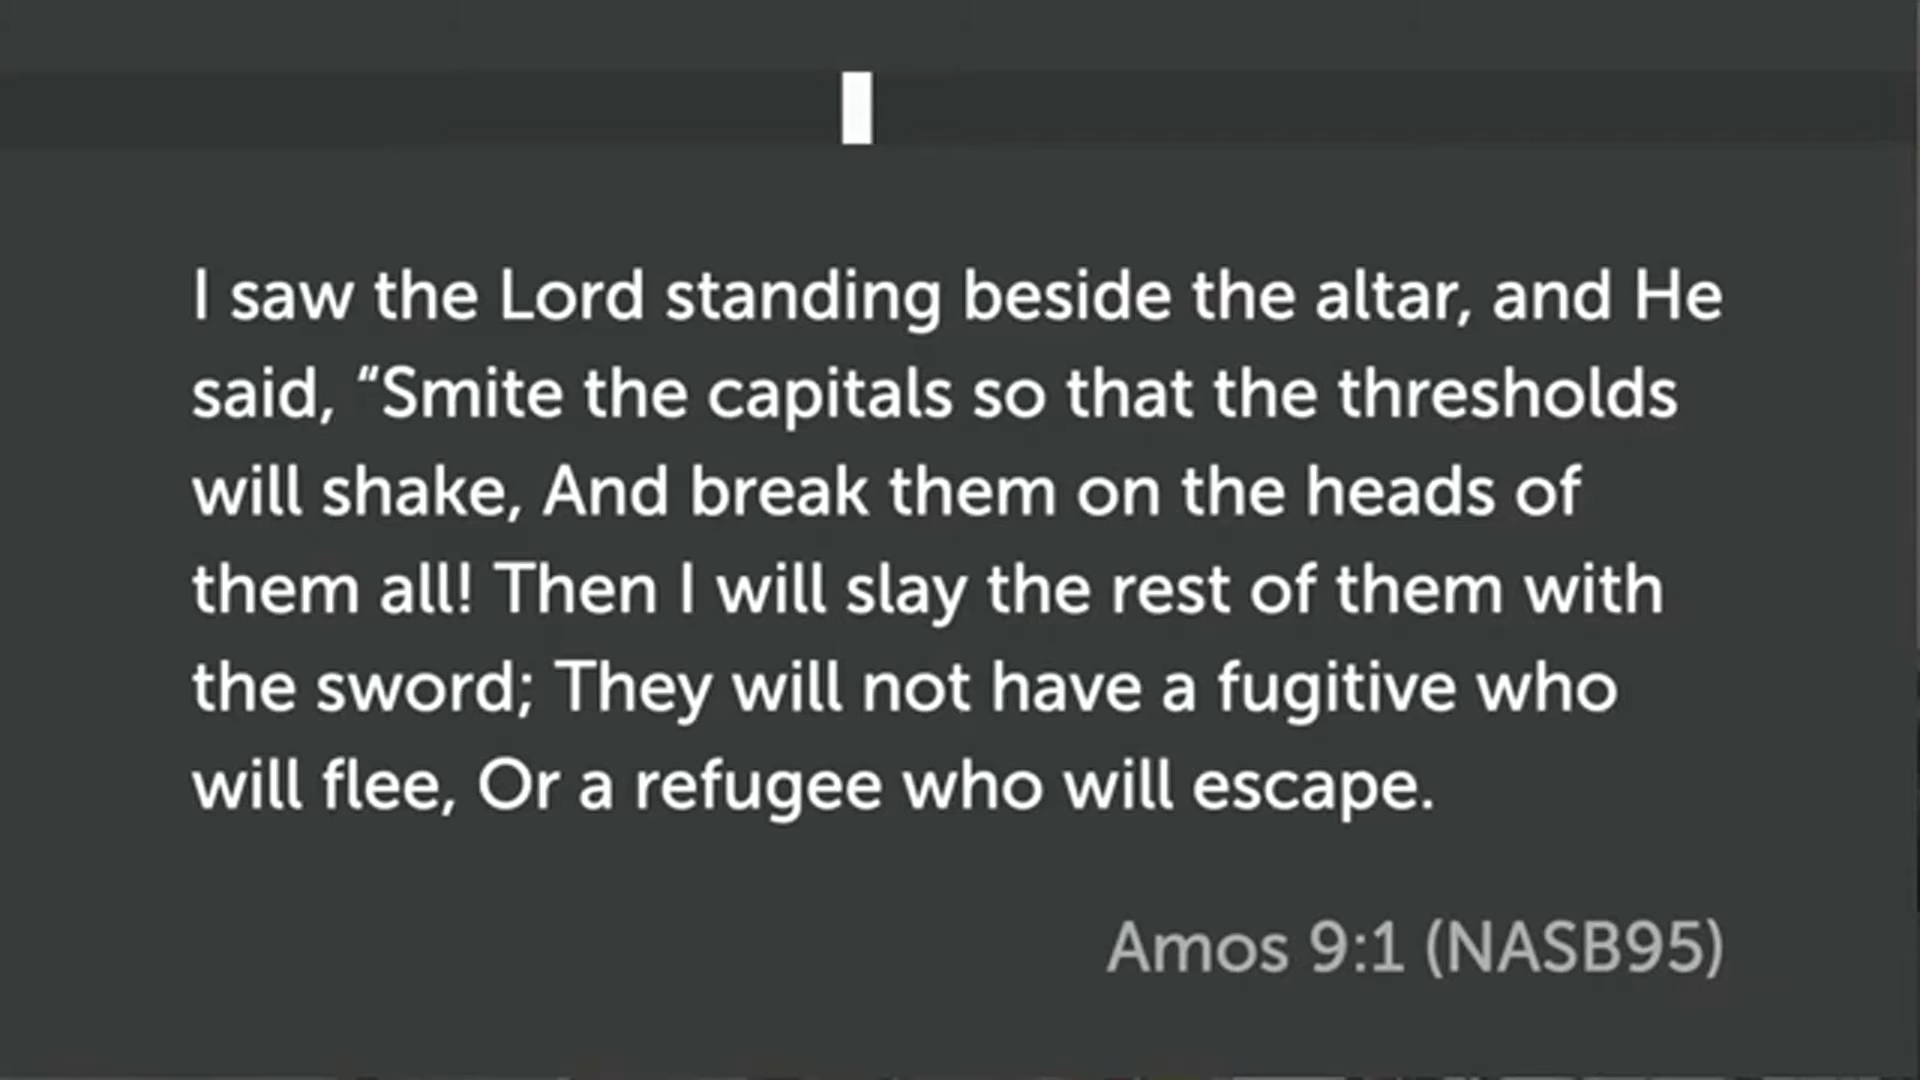 I saw the Lord standing beside the altar, and He
said, “Smite the capitals so that the thresholds
will shake, And break them on the heads of
them all! Then I will slay the rest of them with
the sword; They will not have a fugitive who
will flee, Or a refugee who will escape.
Amos 9:1 (NASB95)